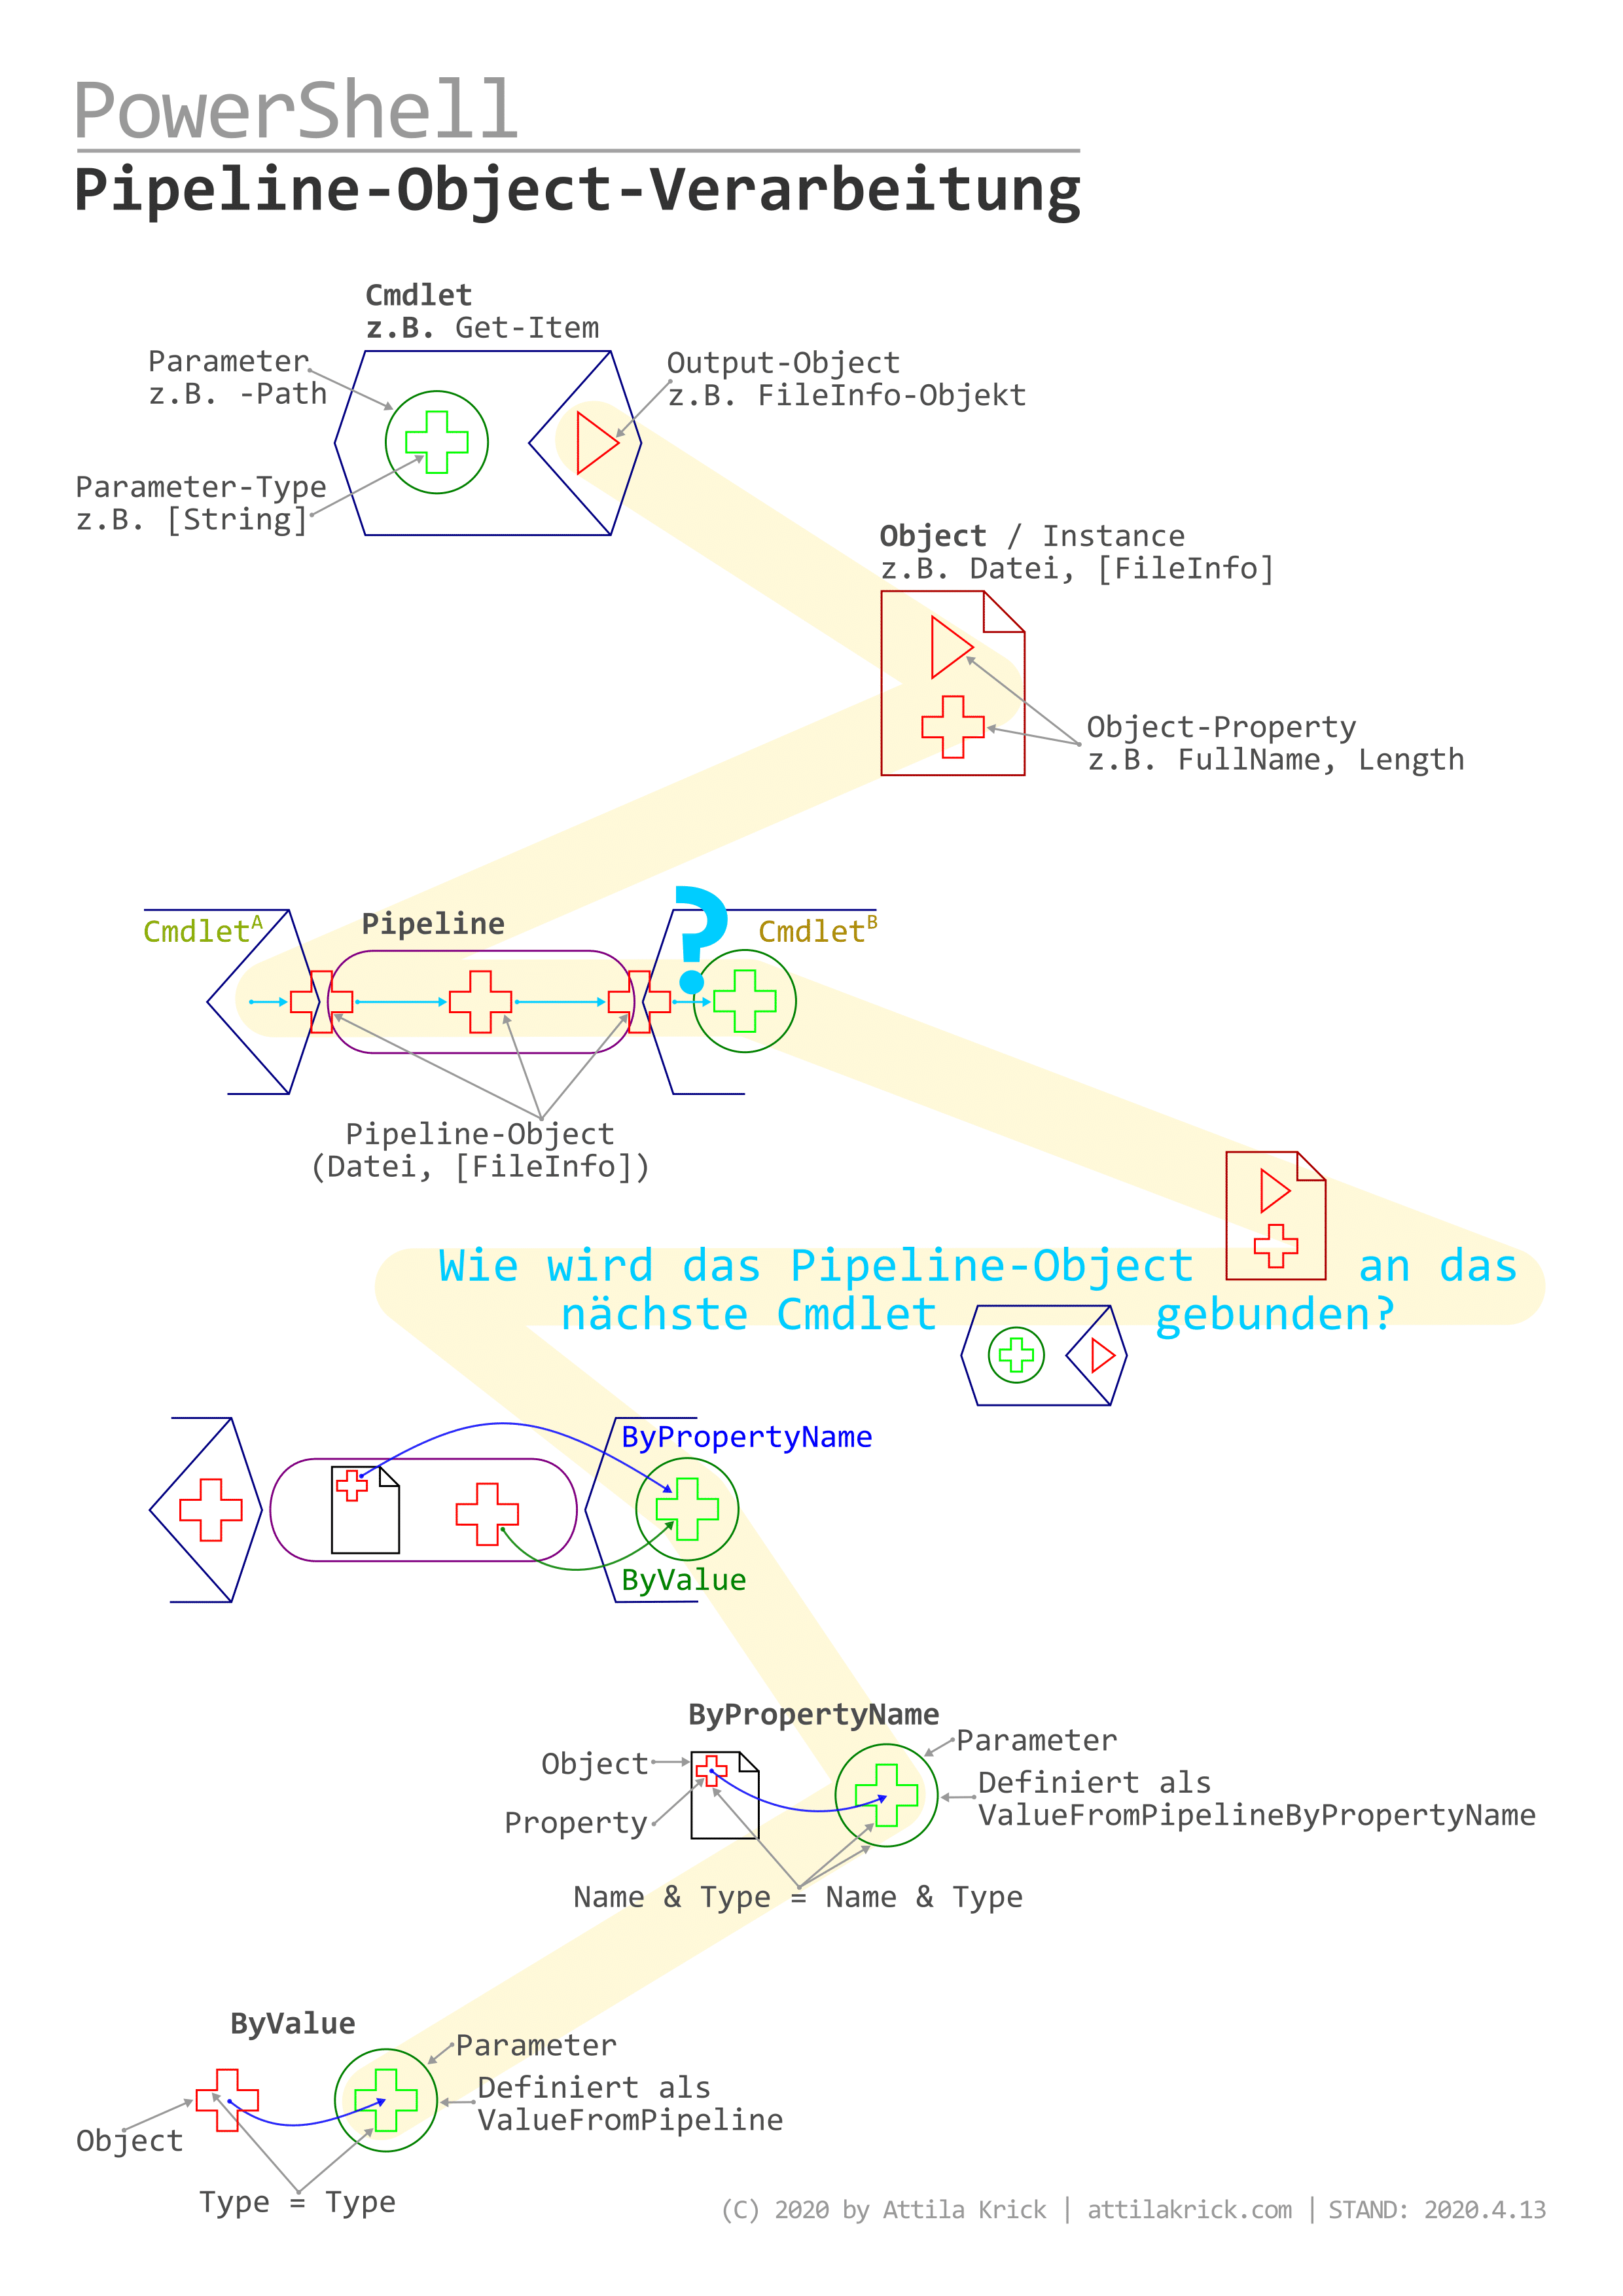 PowerShell
Pipeline-Object-Verarbeitung
Cmdlet
z.B. Get-Item
Parameter
z.B. -Path
Output-Object
z.B. FileInfo-Objekt
Parameter-Type
z.B. [String]
Object / Instance
z.B. Datei, [FileInfo]
Object-Property
z.B. FullName, Length
CmdletA
Pipeline
?
CmdletB
Pipeline-Object
(Datei, [FileInfo])
Wie wird das Pipeline-Object an das
nächste Cmdlet gebunden?
ByPropertyName
ByValue
ByPropertyName
Parameter
Object
Definiert als
ValueFromPipelineByPropertyName
Property
Name & Type = Name & Type
ByValue
Parameter
Definiert als
ValueFromPipeline
Object
Type = Type
(C) 2020 by Attila Krick | attilakrick.com | STAND: 2020.4.13